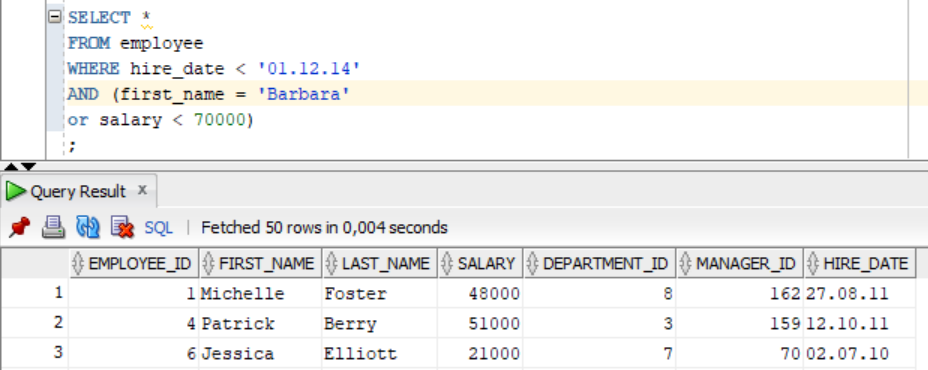 SELECT *
FROM employee
WHERE hire_date < '01.12.14'
AND (first_name = 'Barbara'
or salary < 70000)
;
Query Result x
SQL | Fetched 50 rows in 0,004 seconds
EMPLOYEE_ID FIRST_NAME LAST_NAME SALARY DEPARTMENT_ID MANAGER_ID HIRE_DATE
1 1 Michelle Foster 48000 8 162 27.08.11
2 4 Patrick Berry 51000 3 159 12.10.11
3 6 Jessica Elliott 21000 7 70 02.07.10